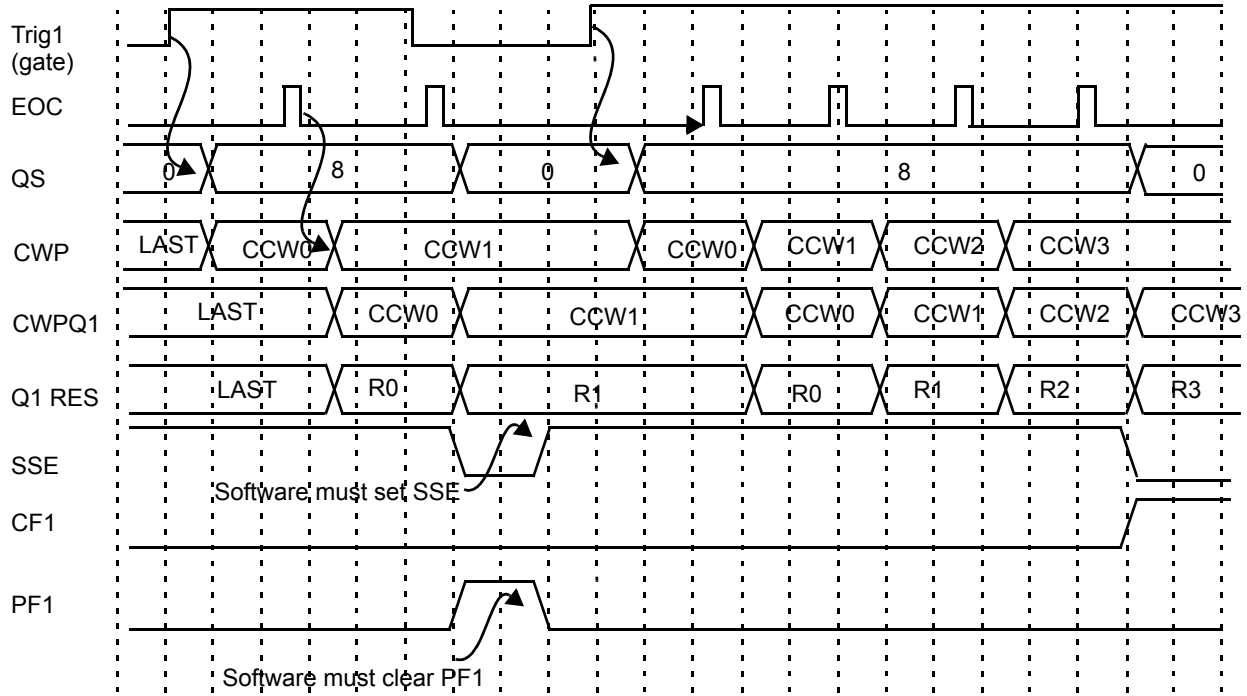 Trig1
(gate)
EOC
QS 0 8 0 8 0
CWP LAST CCW0 CCW1 CCW0 CCW1 CCW2 CCW3
CWPQ1 LAST CCW0 CCW1 CCW0 CCW1 CCW2 CCW3
Q1 RES LAST R0 R1 R0 R1 R2 R3
SSE
Software must set SSE
CF1
PF1
Software must clear PF1